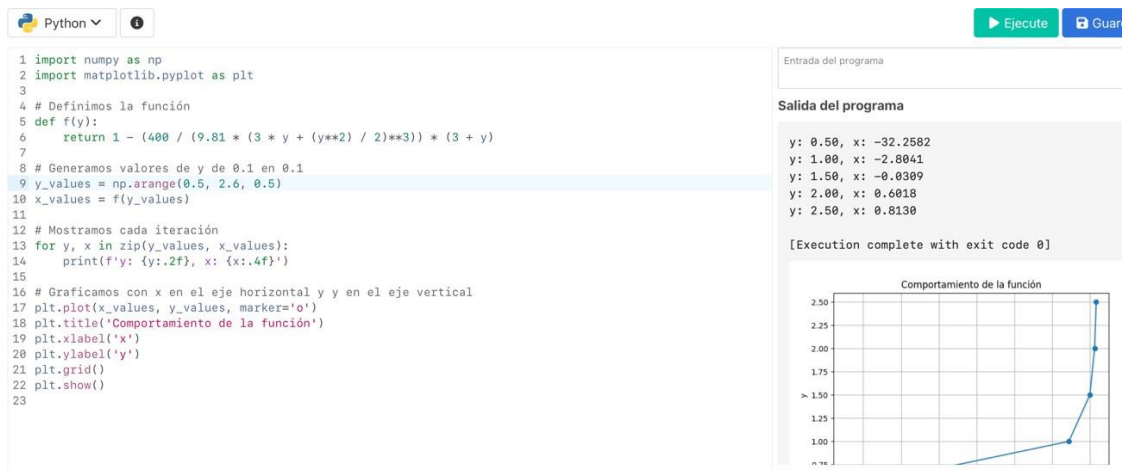 Python
Ejecute
1 import numpy as np
2 import matplotlib.pyplot as plt
3
4 # Definimos la función
5 def f(y):
6     return 1 - (400 / (9.81 * (3 * y + (y**2) / 2)**3)) * (3 + y)
7
8 # Generamos valores de y de 0.1 en 0.1
9 y_values = np.arange(0.5, 2.6, 0.5)
10 x_values = f(y_values)
11
12 # Mostramos cada iteración
13 for y, x in zip(y_values, x_values):
14     print(f'y: {y:.2f}, x: {x:.4f}')
15
16 # Graficamos con x en el eje horizontal y y en el eje vertical
17 plt.plot(x_values, y_values, marker='o')
18 plt.title('Comportamiento de la función')
19 plt.xlabel('x')
20 plt.ylabel('y')
21 plt.grid()
22 plt.show()
23
Entrada del programa
Salida del programa
y: 0.50, x: -32.2582
y: 1.00, x: -2.8041
y: 1.50, x: -0.0309
y: 2.00, x: 0.6018
y: 2.50, x: 0.8130
[Execution complete with exit code 0]
Comportamiento de la función
2.50
2.25
2.00
1.75
1.50
y
1.25
1.00